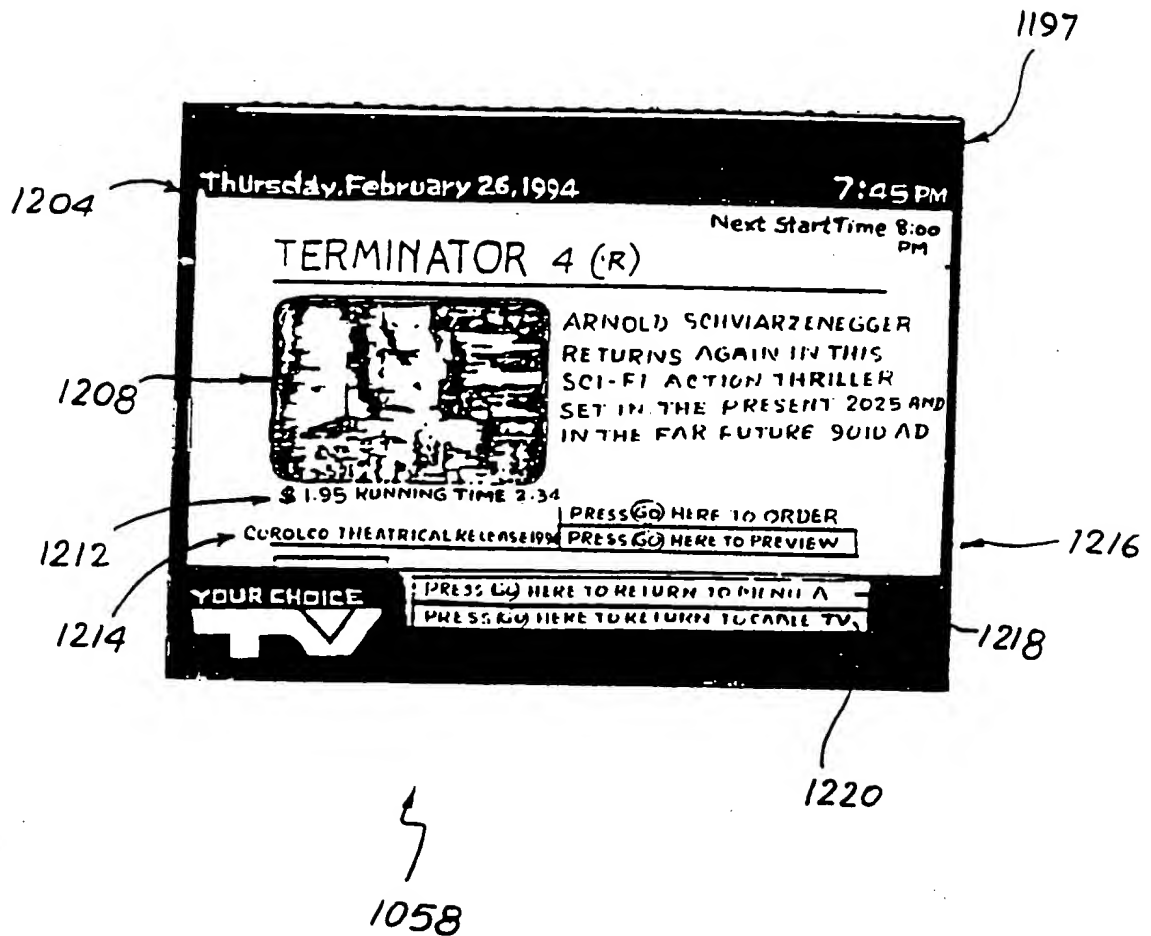 1197
Thursday, February 26, 1994 7:45 PM
1204
Next Start Time 8:00 PM
TERMINATOR 4 (R)
ARNOLD SCHVIARZENEGGER
RETURNS AGAIN IN THIS
1208
SCI-FI ACTION THRILLER
SET IN THE PRESENT 2025 AND
IN THE FAR FUTURE 9010 AD
$ 1.95 RUNNING TIME 2.34
PRESS GO HERE TO ORDER
1212
COROLCO THEATRICAL RELEASE 1994
PRESS GO HERE TO PREVIEW
1216
YOUR CHOICE
TV
PRESS GO HERE TO RETURN TO MENU A
PRESS GO HERE TO RETURN TO CABLE TV
1214
1218
1220
1058